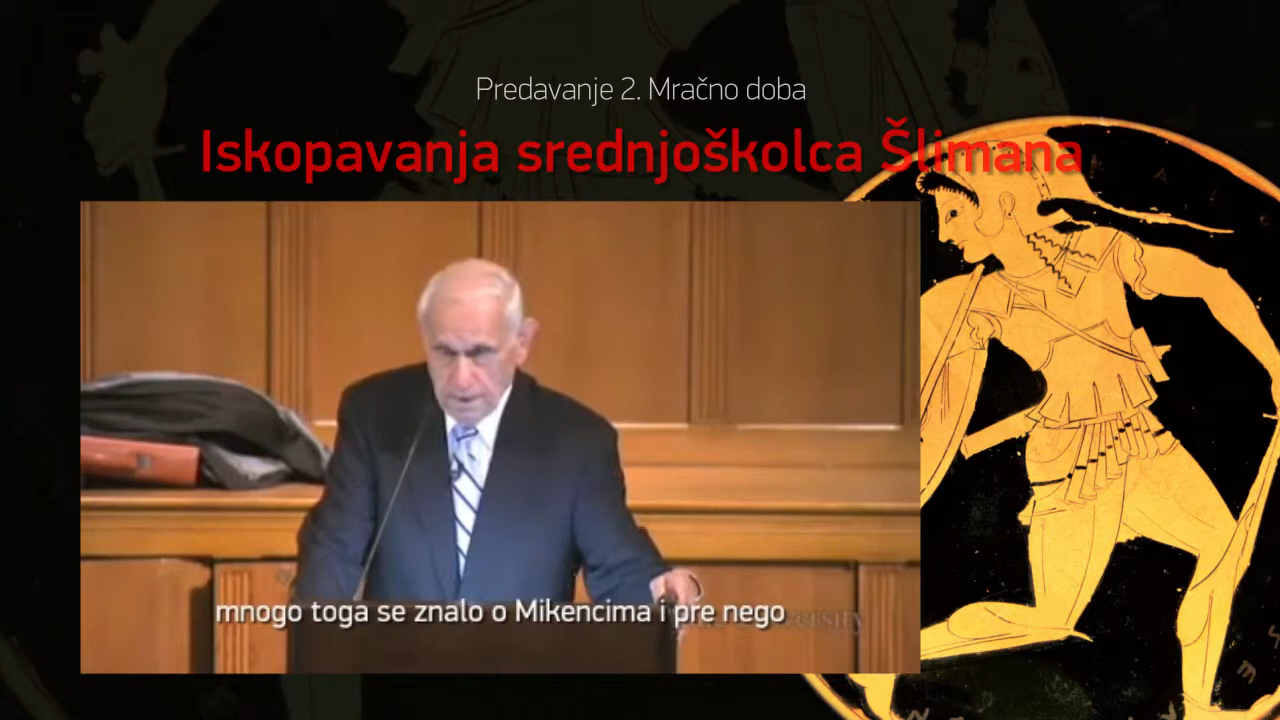 Predavanje 2. Mračno doba
Iskopavanja srednjoškolca Šlimana
mnogo toga se znalo o Mikencima i pre nego